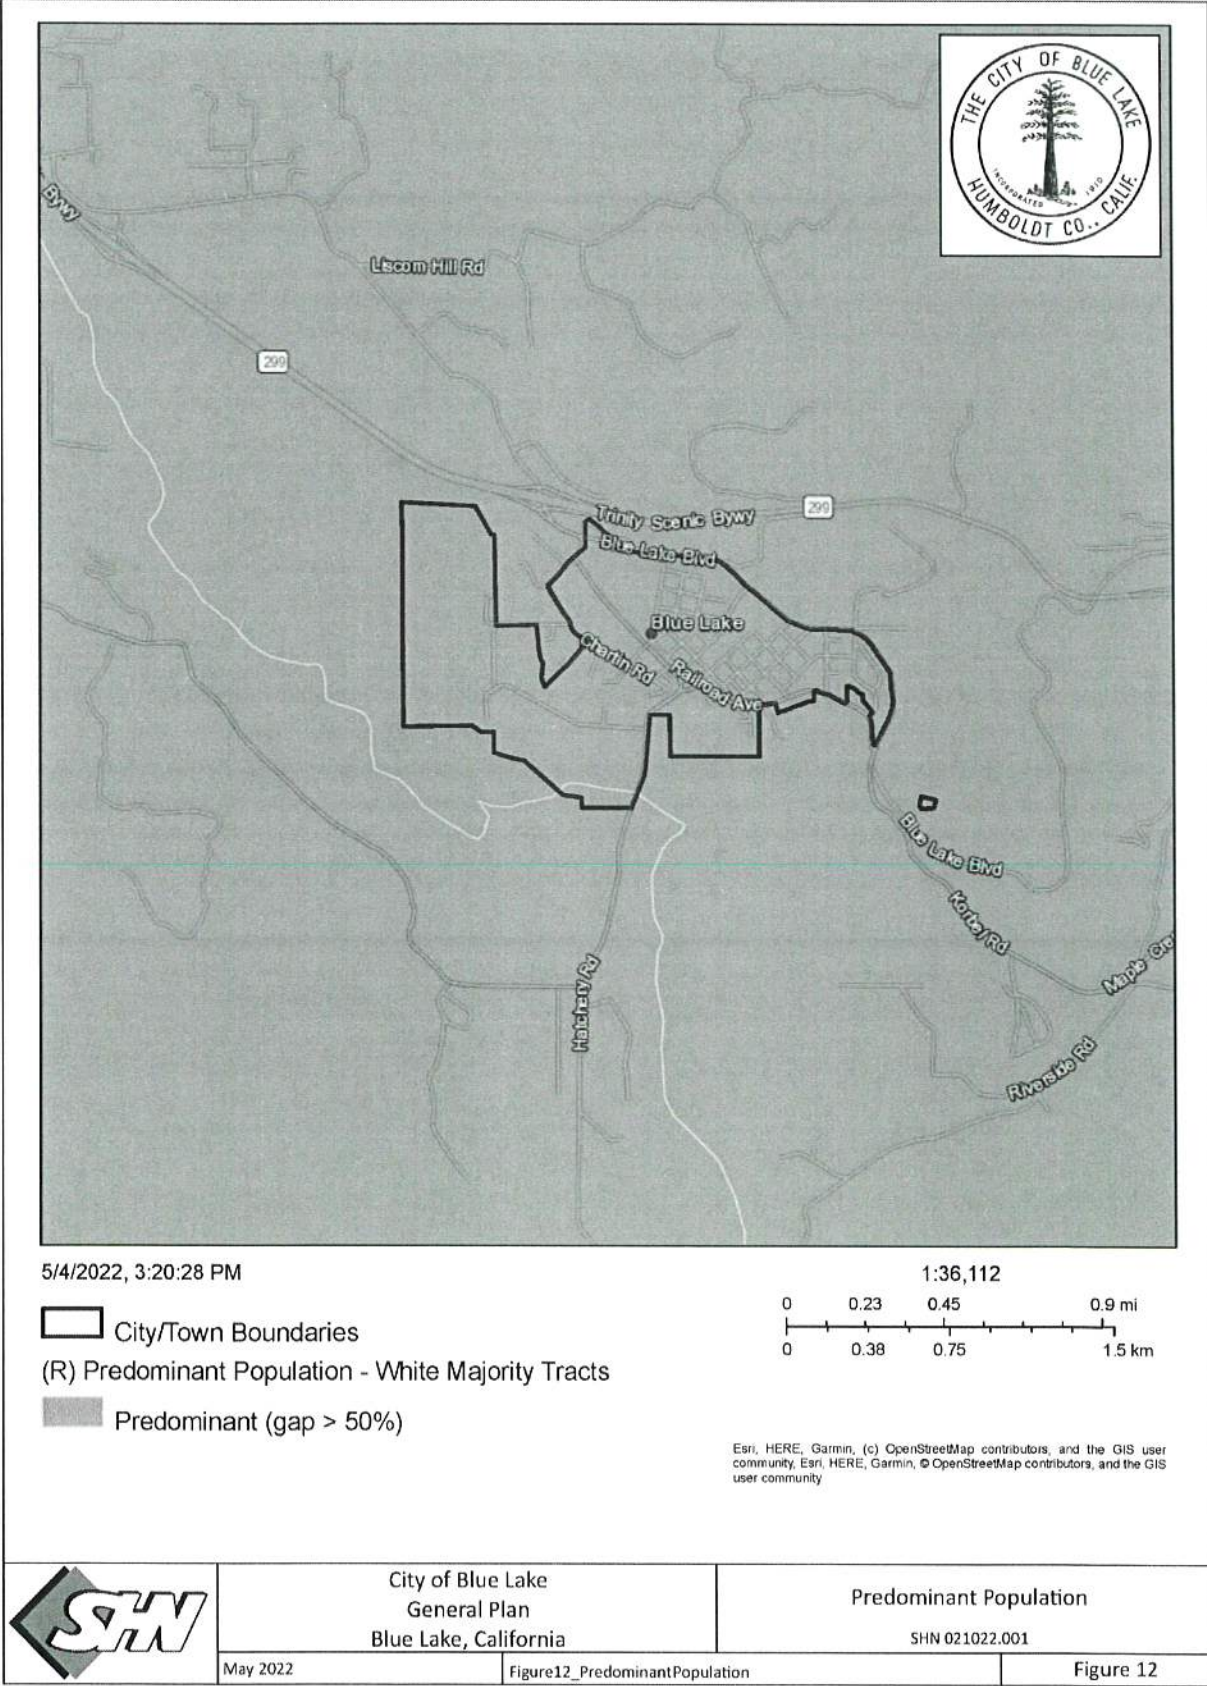 THE CITY OF BLUE LAKE
INCORPORATED 1910
HUMBOLDT CO., CALIF.
Bywy
Liscom Hill Rd
299
Trinity Scenic Bywy
299
Blue Lake Blvd
Blue Lake
Chartin Rd
Railroad Ave
Blue Lake Blvd
Korbel Rd
Maple Cre
Hatchery Rd
Riverside Rd
5/4/2022, 3:20:28 PM
1:36,112
0 0.23 0.45 0.9 mi
0 0.38 0.75 1.5 km
City/Town Boundaries
(R) Predominant Population - White Majority Tracts
Predominant (gap > 50%)
Esri, HERE, Garmin, (c) OpenStreetMap contributors, and the GIS user
community, Esri, HERE, Garmin, © OpenStreetMap contributors, and the GIS
user community
SHN
City of Blue Lake
General Plan
Blue Lake, California
Predominant Population
SHN 021022.001
May 2022
Figure12_PredominantPopulation
Figure 12